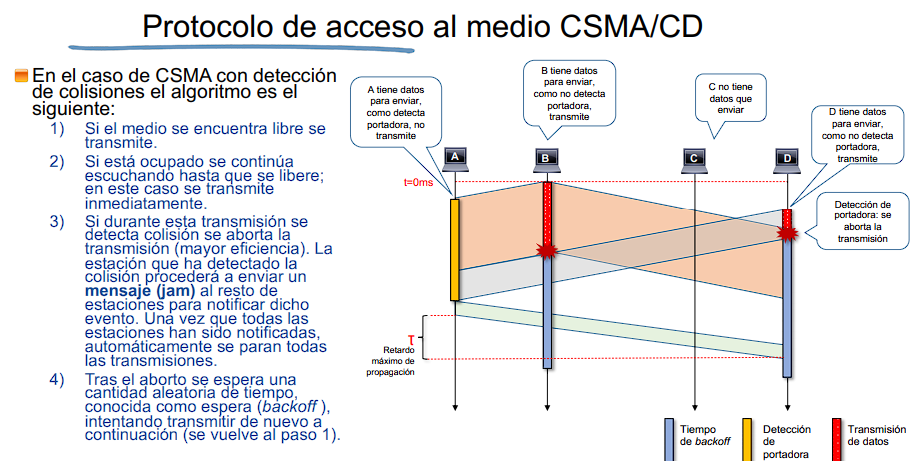 Protocolo de acceso al medio CSMA/CD
En el caso de CSMA con detección
de colisiones el algoritmo es el
siguiente:
1) Si el medio se encuentra libre se
transmite.
2) Si está ocupado se continúa
escuchando hasta que se libere;
en este caso se transmite
inmediatamente.
3) Si durante esta transmisión se
detecta colisión se aborta la
transmisión (mayor eficiencia). La
estación que ha detectado la
colisión procederá a enviar un
mensaje (jam) al resto de
estaciones para notificar dicho
evento. Una vez que todas las
estaciones han sido notificadas,
automáticamente se paran todas
las transmisiones.
4) Tras el aborto se espera una
cantidad aleatoria de tiempo,
conocida como espera (backoff ),
intentando transmitir de nuevo a
continuación (se vuelve al paso 1).
A tiene datos
para enviar,
como detecta
portadora, no
transmite
B tiene datos
para enviar,
como no detecta
portadora,
transmite
C no tiene
datos que
enviar
D tiene datos
para enviar,
como no detecta
portadora,
transmite
Detección de
portadora: se
aborta la
transmisión
A
B
C
D
t=0ms
τ
Retardo
máximo de
propagación
Tiempo
de backoff
Detección
de
portadora
Transmisión
de datos